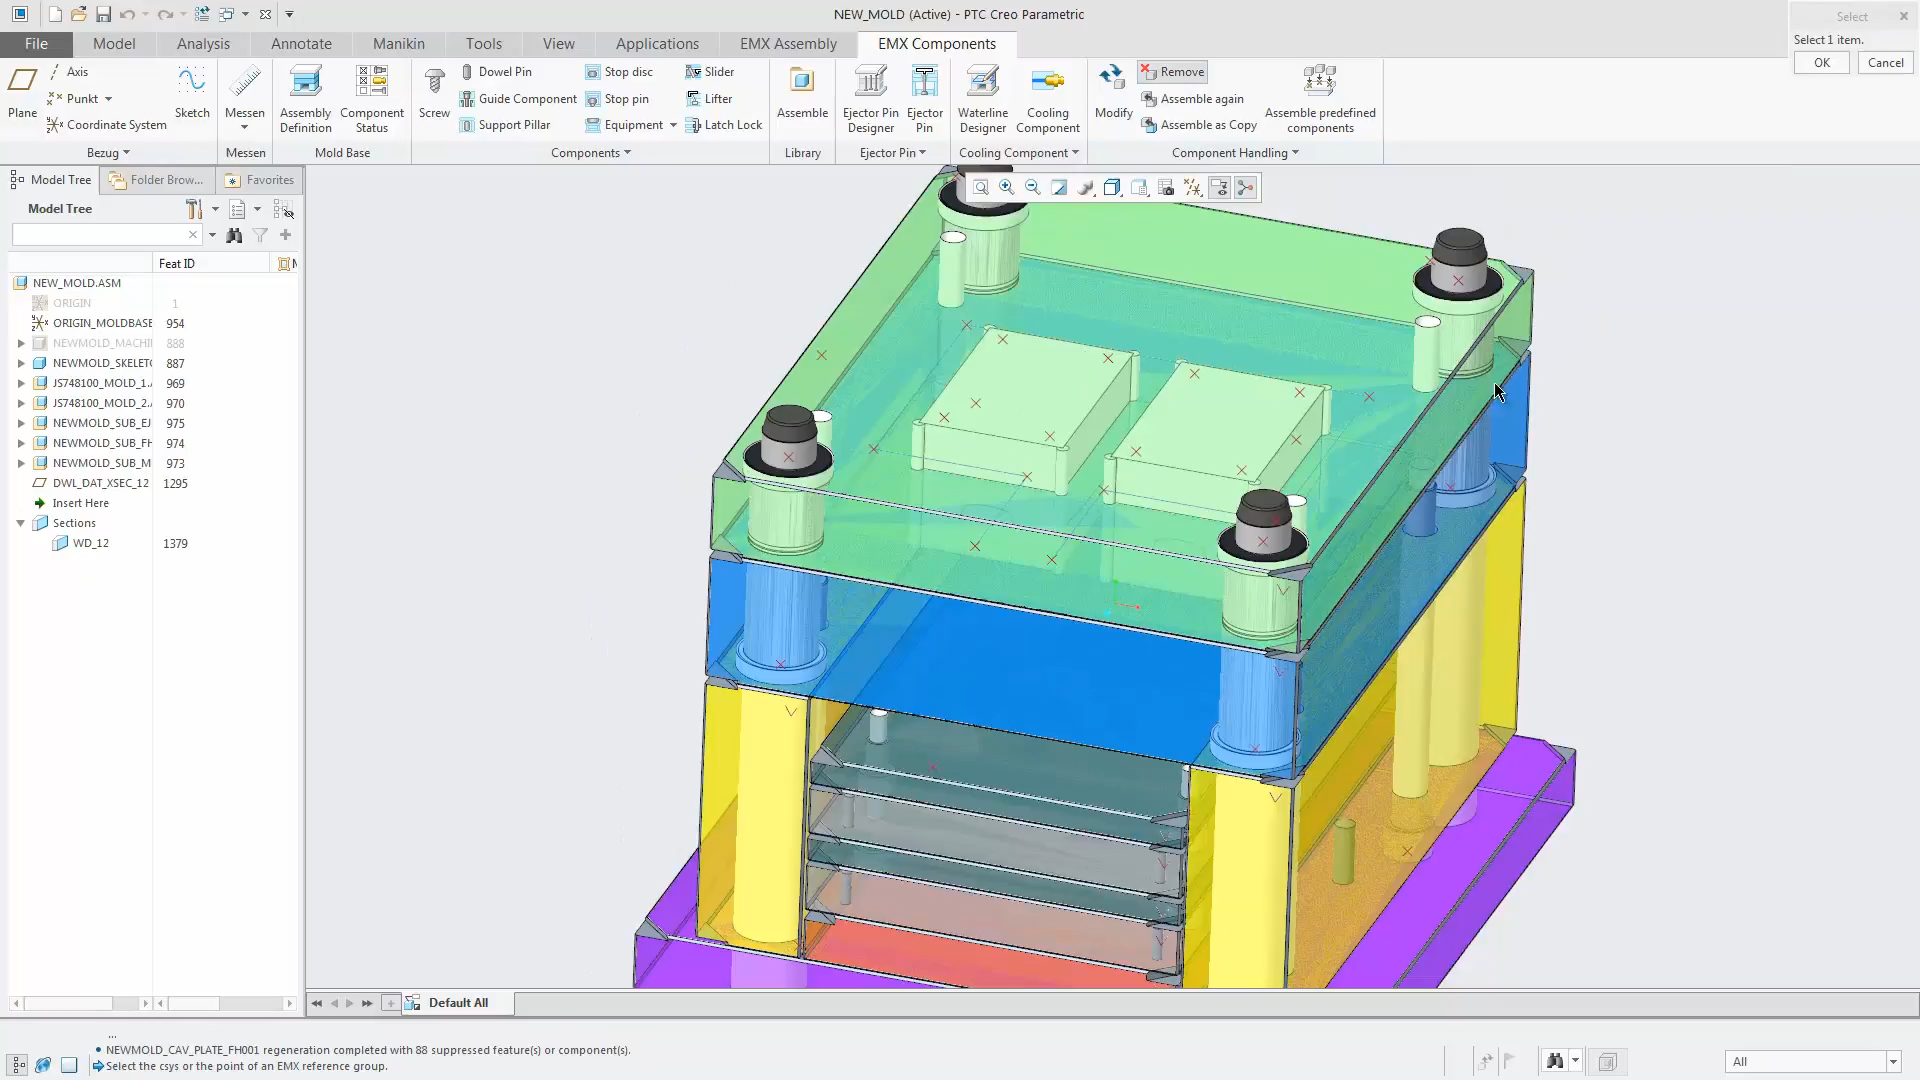 NEW_MOLD (Active) - PTC Creo Parametric
Select
Select 1 item.
OK
Cancel
File
Model
Analysis
Annotate
Manikin
Tools
View
Applications
EMX Assembly
EMX Components
Plane
Axis
Punkt
Coordinate System
Sketch
Bezug
Messen
Messen
Assembly Definition
Component Status
Mold Base
Screw
Dowel Pin
Guide Component
Support Pillar
Stop disc
Stop pin
Equipment
Slider
Lifter
Latch Lock
Components
Assemble
Library
Ejector Pin Designer
Ejector Pin
Ejector Pin
Waterline Designer
Cooling Component
Cooling Component
Modify
Remove
Assemble again
Assemble as Copy
Assemble predefined components
Component Handling
Model Tree
Folder Brow...
Favorites
Model Tree
Feat ID
NEW_MOLD.ASM
ORIGIN 1
ORIGIN_MOLDBASE 954
NEWMOLD_MACHI 888
NEWMOLD_SKELET 887
JS748100_MOLD_1. 969
JS748100_MOLD_2. 970
NEWMOLD_SUB_EJ 975
NEWMOLD_SUB_FH 974
NEWMOLD_SUB_M 973
DWL_DAT_XSEC_12 1295
Insert Here
Sections
WD_12 1379
Default All
...
• NEWMOLD_CAV_PLATE_FH001 regeneration completed with 88 suppressed feature(s) or component(s).
Select the csys or the point of an EMX reference group.
All